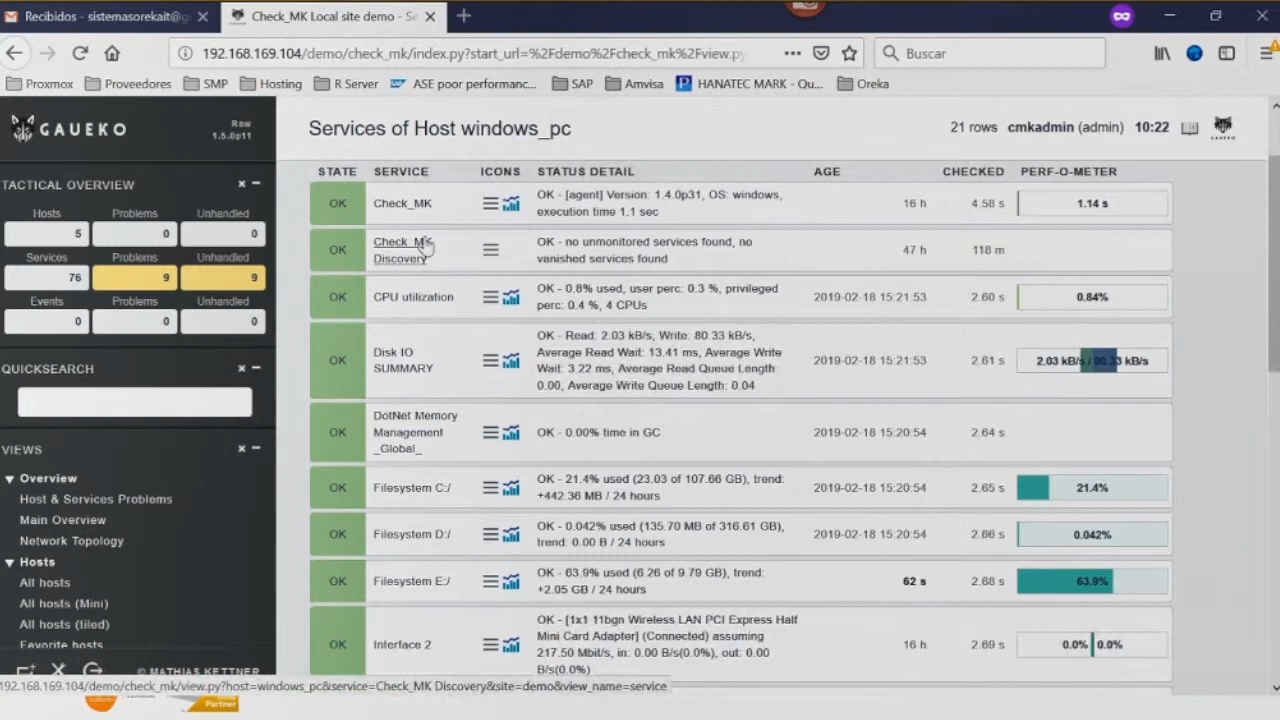 Recibidos - sistemasorekait@g
Check_MK Local site demo - Se
192.168.169.104/demo/check_mk/index.py?start_url=%2Fdemo%2Fcheck_mk%2Fview.py
Buscar
Proxmox
Proveedores
SMP
Hosting
R Server
ASE poor performanc...
SAP
Amvisa
HANATEC MARK - Qu...
Oreka
GAUEKO
Raw
1.5.0p11
Services of Host windows_pc
21 rows
cmkadmin (admin)
10:22
TACTICAL OVERVIEW
Hosts Problems Unhandled
5 0 0
Services Problems Unhandled
76 9 9
Events Problems Unhandled
0 0 0
QUICKSEARCH
VIEWS
Overview
Host & Services Problems
Main Overview
Network Topology
Hosts
All hosts
All hosts (Mini)
All hosts (tiled)
Favorite hosts
© MATHIAS KETTNER
STATE SERVICE ICONS STATUS DETAIL AGE CHECKED PERF-O-METER
OK Check_MK OK - [agent] Version: 1.4.0p31, OS: windows,
execution time 1.1 sec 16 h 4.58 s 1.14 s
OK Check_MK
Discovery OK - no unmonitored services found, no
vanished services found 47 h 118 m
OK CPU utilization OK - 0.8% used, user perc: 0.3 %, privileged
perc: 0.4 %, 4 CPUs 2019-02-18 15:21:53 2.60 s 0.84%
OK Disk IO
SUMMARY OK - Read: 2.03 kB/s, Write: 80.33 kB/s,
Average Read Wait: 13.41 ms, Average Write
Wait: 3.22 ms, Average Read Queue Length
0.00, Average Write Queue Length: 0.04 2019-02-18 15:21:53 2.61 s 2.03 kB/s / 80.33 kB/s
OK DotNet Memory
Management
_Global_ OK - 0.00% time in GC 2019-02-18 15:20:54 2.64 s
OK Filesystem C:/ OK - 21.4% used (23.03 of 107.66 GB), trend:
+442.36 MB / 24 hours 2019-02-18 15:20:54 2.65 s 21.4%
OK Filesystem D:/ OK - 0.042% used (135.70 MB of 316.61 GB),
trend: 0.00 B / 24 hours 2019-02-18 15:20:54 2.66 s 0.042%
OK Filesystem E:/ OK - 63.9% used (6.26 of 9.79 GB), trend:
+2.05 GB / 24 hours 62 s 2.68 s 63.9%
OK Interface 2 OK - [1x1 11bgn Wireless LAN PCI Express Half
Mini Card Adapter] (Connected) assuming
217.50 Mbit/s, in: 0.00 B/s(0.0%), out: 0.00
B/s(0.0%) 16 h 2.69 s 0.0% 0.0%
192.168.169.104/demo/check_mk/view.py?host=windows_pc&service=Check_MK Discovery&site=demo&view_name=service
Partner